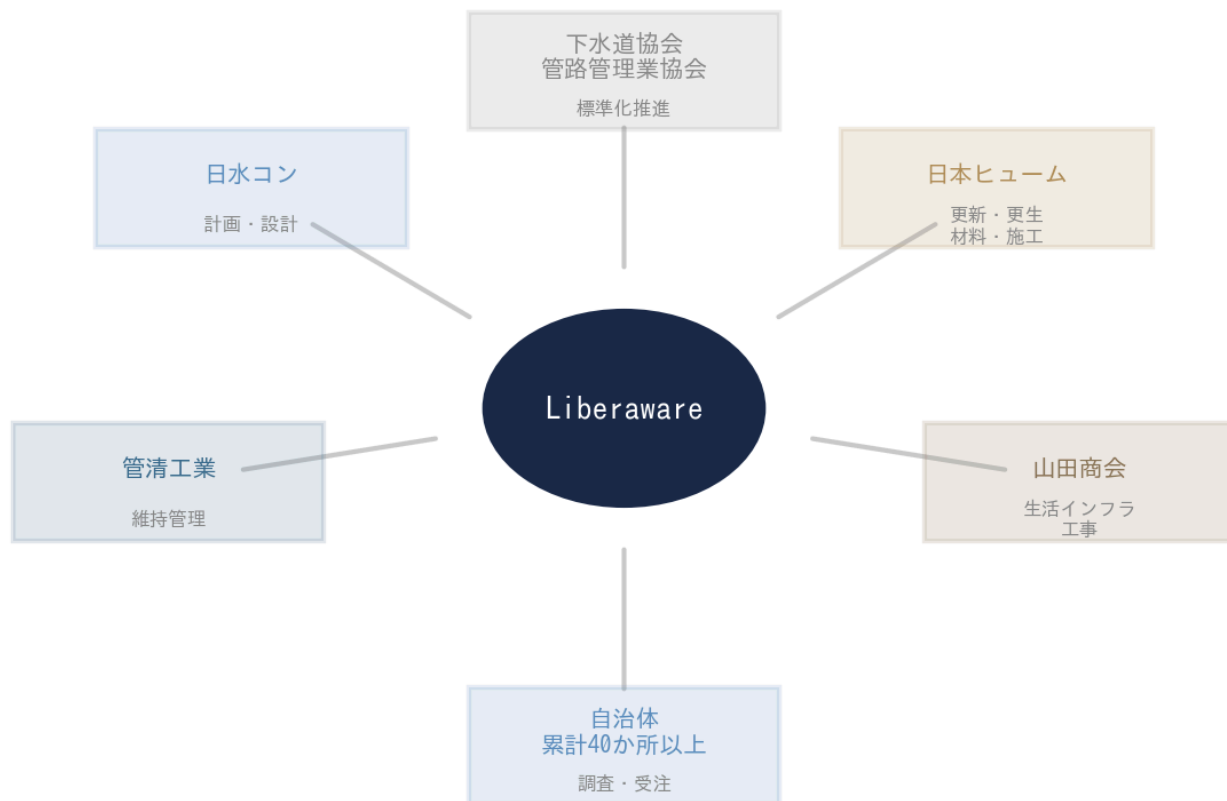 下水道協会
管路管理業協会
標準化推進
日水コン
計画・設計
日本ヒューム
更新・更生
材料・施工
Liberaware
管清工業
維持管理
山田商会
生活インフラ
工事
自治体
累計40か所以上
調査・受注